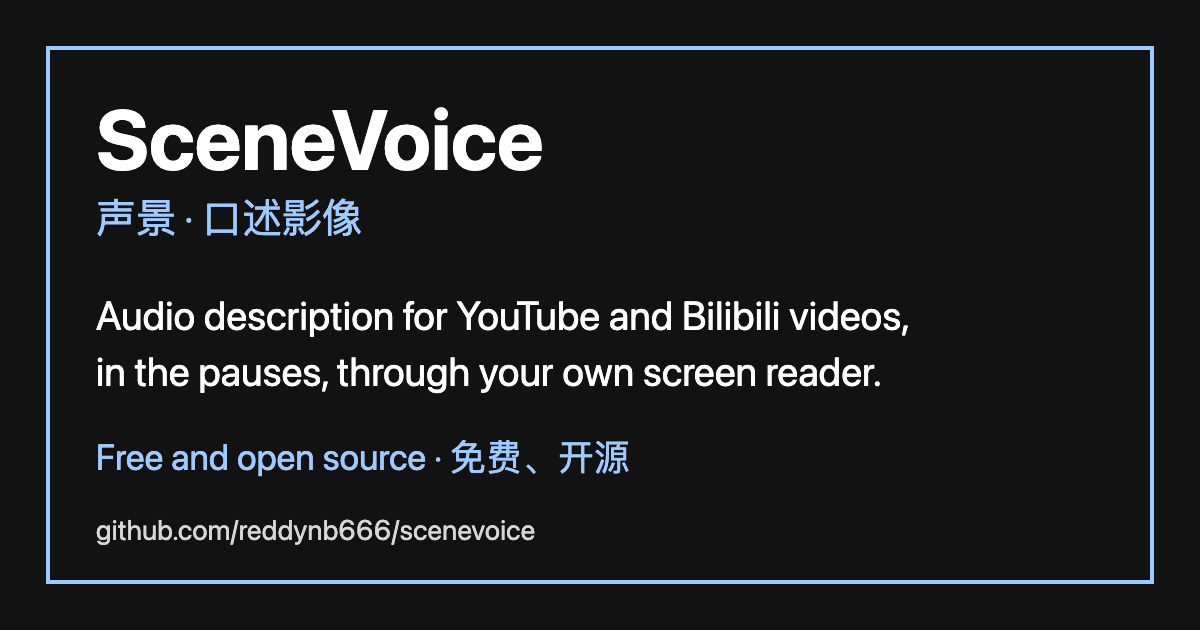 SceneVoice
声景 · 口述影像
Audio description for YouTube and Bilibili videos,
in the pauses, through your own screen reader.
Free and open source · 免费、开源
github.com/reddynb666/scenevoice